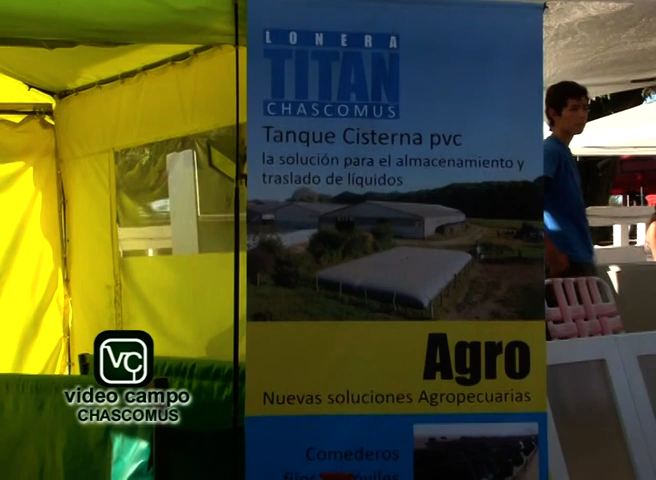 LONERA
TITAN
CHASCOMUS
Tanque Cisterna pvc
la solución para el almacenamiento y
traslado de líquidos
Agro
Nuevas soluciones Agropecuarias
Comederos
VC
video campo
CHASCOMUS